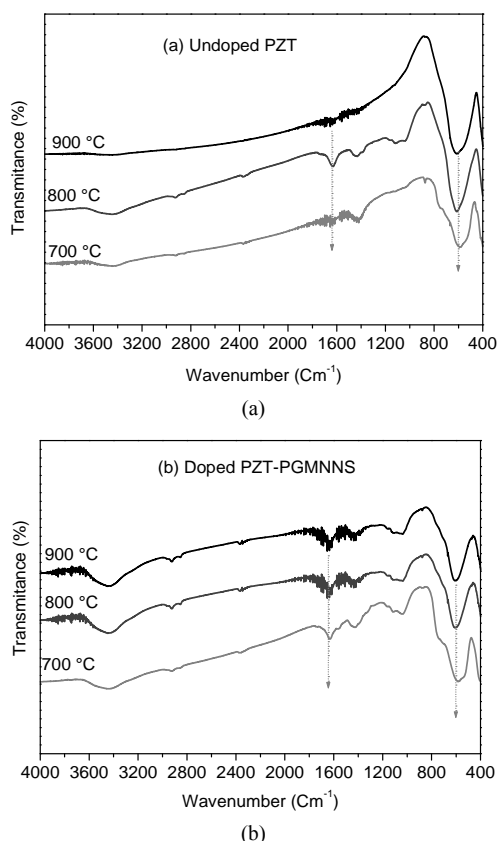 (a) Undoped PZT
Transmitance (%)
900 °C
800 °C
700 °C
4000 3600 3200 2800 2400 2000 1600 1200 800 400
Wavenumber (Cm-1)
(a)
(b) Doped PZT-PGMNNS
Transmitance (%)
900 °C
800 °C
700 °C
4000 3600 3200 2800 2400 2000 1600 1200 800 400
Wavenumber (Cm-1)
(b)